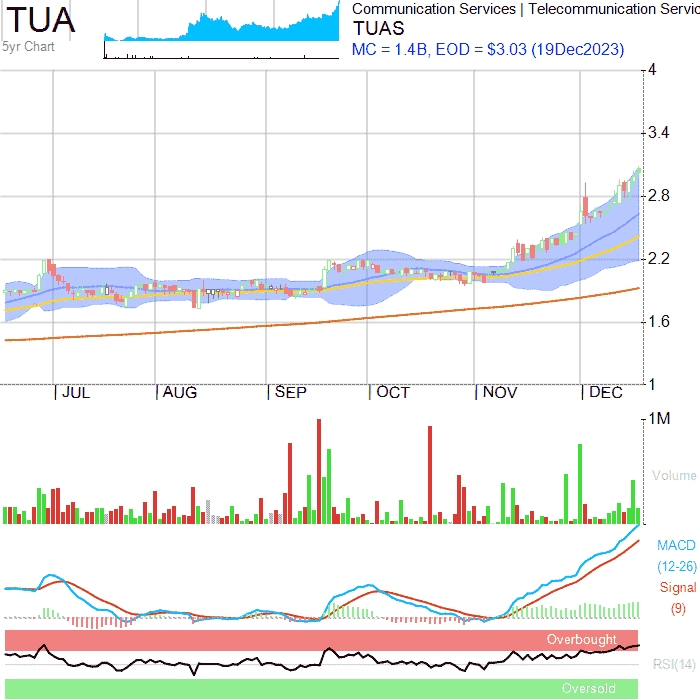 TUA
5yr Chart
Communication Services | Telecommunication Servic
TUAS
MC = 1.4B, EOD = $3.03 (19Dec2023)
4
3.4
2.8
2.2
1.6
1
JUL AUG SEP OCT NOV DEC
1M
Volume
MACD
(12-26)
Signal
(9)
Overbought
RSI(14)
Oversold